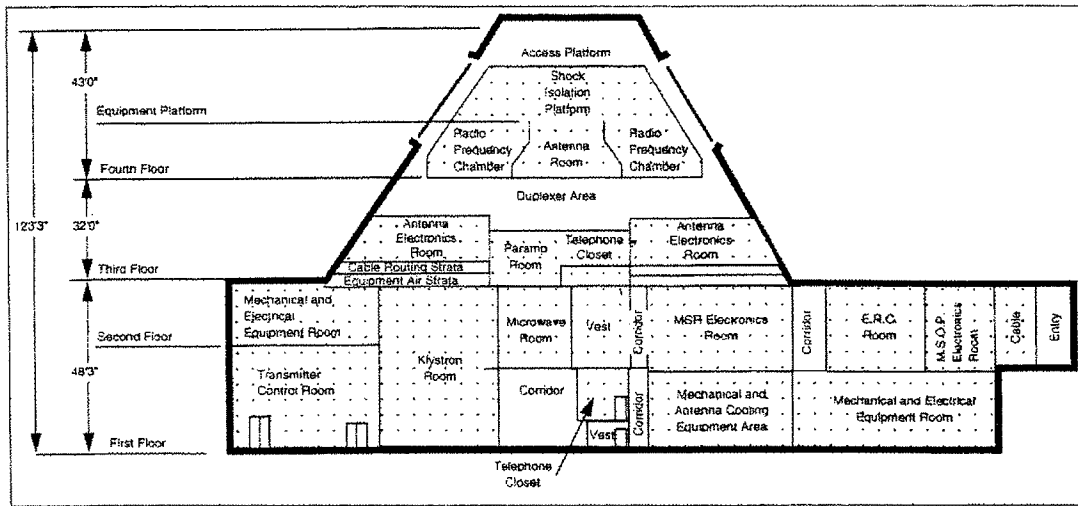 Access Platform
43'0"
Shock
Isolation
Platform
Equipment Platform
Radio
Frequency
Chamber
Antenna
Room
Radio
Frequency
Chamber
Fourth Floor
Duplexer Area
123'3"
32'0"
Antenna
Electronics
Room
Paramp
Room
Telephone
Closet
Antenna
Electronics
Room
Third Floor
Cable Routing Strata
Equipment Air Strata
Mechanical and
Electrical
Equipment Room
Microwave
Room
Vest
Corridor
MSR Electronics
Room
Corridor
E.R.C.
Room
M.S.O.P.
Electronics
Room
Cable
Entry
Second Floor
Klystron
Room
48'3"
Transmitter
Control Room
Corridor
Corridor
Mechanical and
Antenna Cooling
Equipment Area
Mechanical and Electrical
Equipment Room
Vest
First Floor
Telephone
Closet